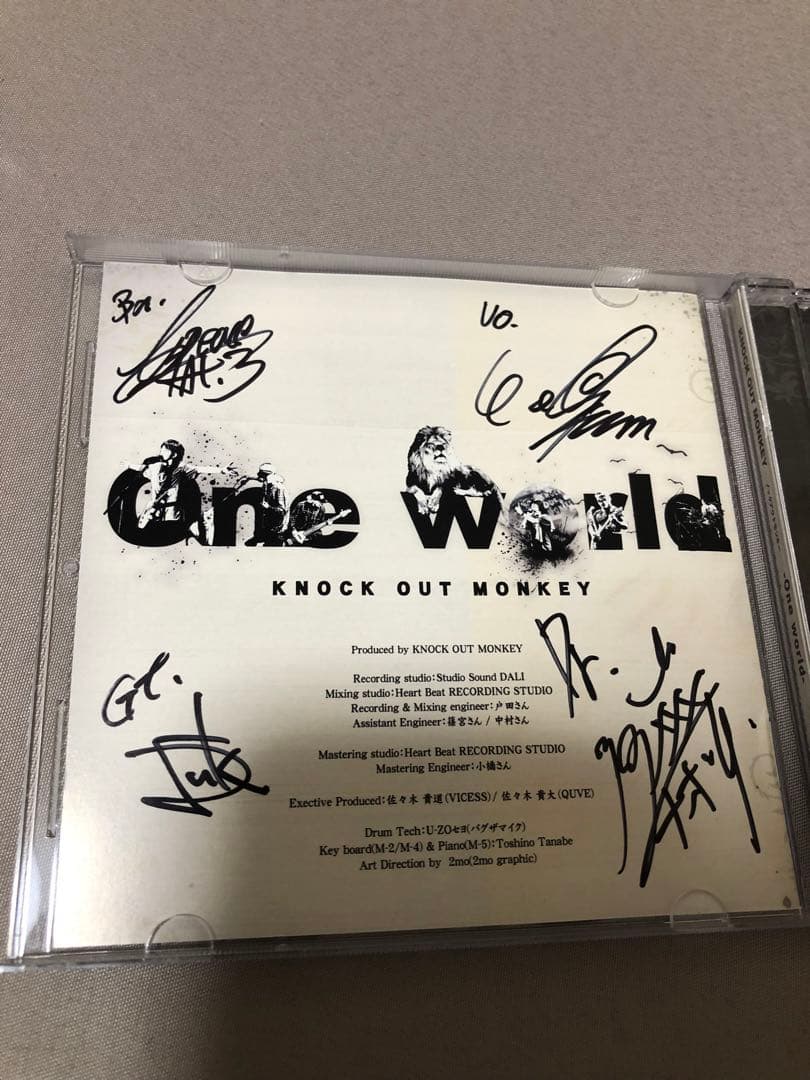 Ba.
Vo.
One world
KNOCK OUT MONKEY
Produced by KNOCK OUT MONKEY
Recording studio:Studio Sound DALI
Mixing studio:Heart Beat RECORDING STUDIO
Recording & Mixing engineer:戸田さん
Assistant Engineer:篠宮さん / 中村さん
Mastering studio:Heart Beat RECORDING STUDIO
Mastering Engineer:小橋さん
Exective Produced:佐々木 貴道(VICESS)/ 佐々木 貴大(QUVE)
Drum Tech:U-ZOセヨ(バグザマイク)
Key board(M-2/M-4) & Piano(M-5):Toshino Tanabe
Art Direction by 2mo(2mo graphic)
Gt.
Dr.
KNOCK OUT MONKEY
-One world-